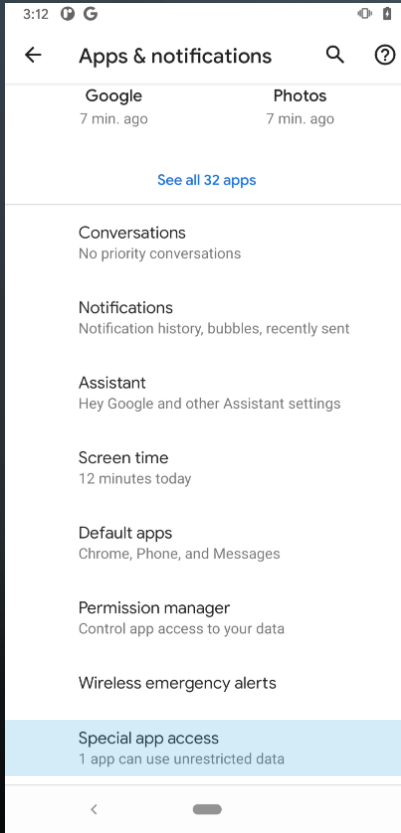 3:12
Apps & notifications
Google Photos
7 min. ago 7 min. ago
See all 32 apps
Conversations
No priority conversations
Notifications
Notification history, bubbles, recently sent
Assistant
Hey Google and other Assistant settings
Screen time
12 minutes today
Default apps
Chrome, Phone, and Messages
Permission manager
Control app access to your data
Wireless emergency alerts
Special app access
1 app can use unrestricted data